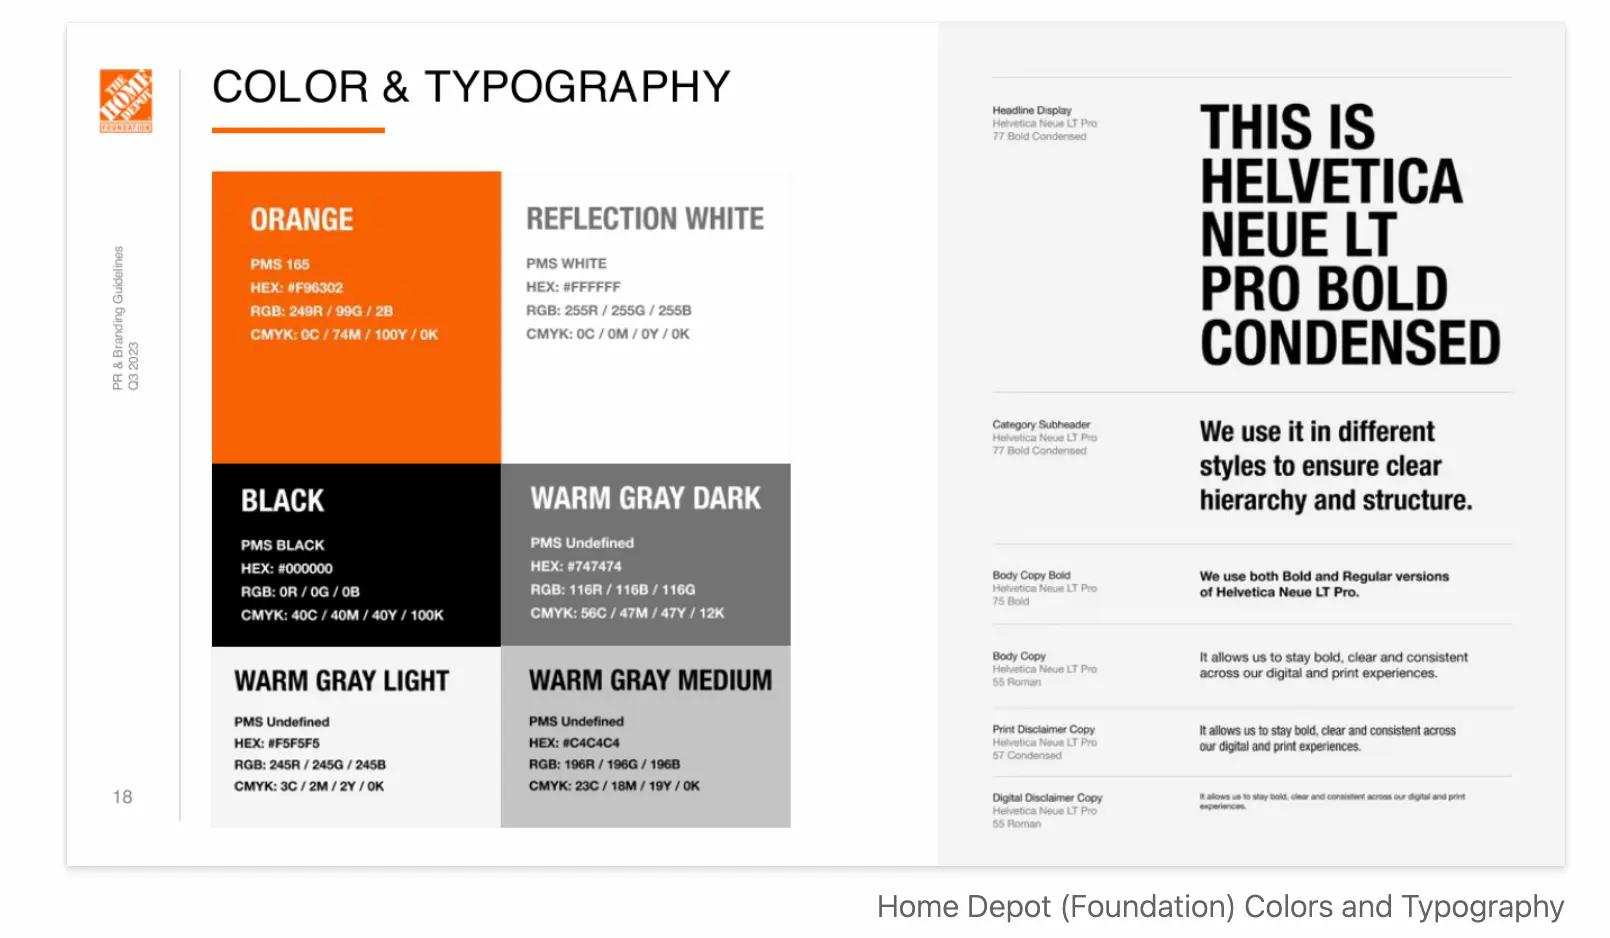 THE
HOME
DEPOT
FOUNDATION
COLOR & TYPOGRAPHY
PR & Branding Guidelines
Q3 2023
18
ORANGE
PMS 165
HEX: #F96302
RGB: 249R / 99G / 2B
CMYK: 0C / 74M / 100Y / 0K
REFLECTION WHITE
PMS WHITE
HEX: #FFFFFF
RGB: 255R / 255G / 255B
CMYK: 0C / 0M / 0Y / 0K
BLACK
PMS BLACK
HEX: #000000
RGB: 0R / 0G / 0B
CMYK: 40C / 40M / 40Y / 100K
WARM GRAY DARK
PMS Undefined
HEX: #747474
RGB: 116R / 116B / 116G
CMYK: 56C / 47M / 47Y / 12K
WARM GRAY LIGHT
PMS Undefined
HEX: #F5F5F5
RGB: 245R / 245G / 245B
CMYK: 3C / 2M / 2Y / 0K
WARM GRAY MEDIUM
PMS Undefined
HEX: #C4C4C4
RGB: 196R / 196G / 196B
CMYK: 23C / 18M / 19Y / 0K
Headline Display
Helvetica Neue LT Pro
77 Bold Condensed
THIS IS
HELVETICA
NEUE LT
PRO BOLD
CONDENSED
Category Subheader
Helvetica Neue LT Pro
77 Bold Condensed
We use it in different
styles to ensure clear
hierarchy and structure.
Body Copy Bold
Helvetica Neue LT Pro
75 Bold
We use both Bold and Regular versions
of Helvetica Neue LT Pro.
Body Copy
Helvetica Neue LT Pro
55 Roman
It allows us to stay bold, clear and consistent
across our digital and print experiences.
Print Disclaimer Copy
Helvetica Neue LT Pro
57 Condensed
It allows us to stay bold, clear and consistent across
our digital and print experiences.
Digital Disclaimer Copy
Helvetica Neue LT Pro
55 Roman
It allows us to stay bold, clear and consistent across our digital and print
experiences.
Home Depot (Foundation) Colors and Typography